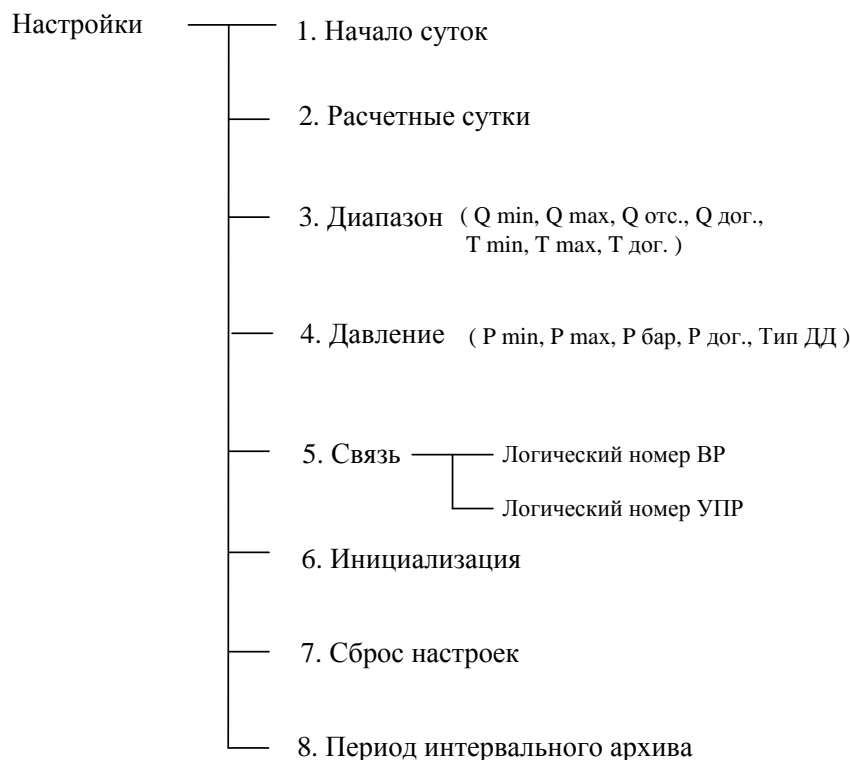 Настройки
1. Начало суток
2. Расчетные сутки
3. Диапазон ( Q min, Q max, Q отс., Q дог.,
T min, T max, T дог. )
4. Давление ( P min, P max, P бар, P дог., Тип ДД )
5. Связь
Логический номер ВР
Логический номер УПР
6. Инициализация
7. Сброс настроек
8. Период интервального архива